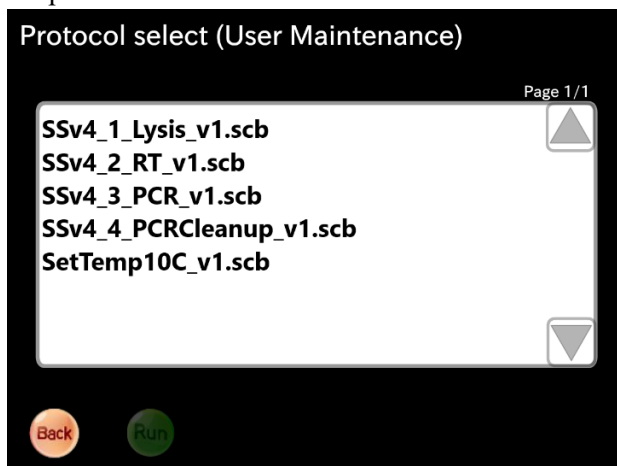 Protocol select (User Maintenance)
Page 1/1
SSv4_1_Lysis_v1.scb
SSv4_2_RT_v1.scb
SSv4_3_PCR_v1.scb
SSv4_4_PCRCleanup_v1.scb
SetTemp10C_v1.scb
Back
Run